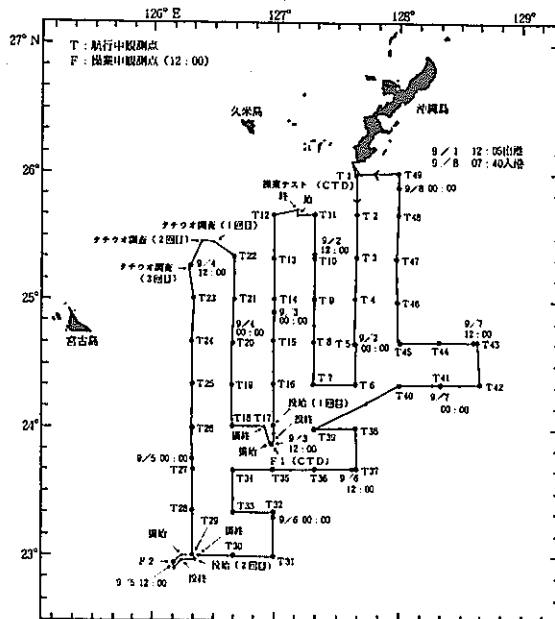 126°E
127°
128°
129°
27°N
T：航行中観測点
F：操業中観測点(12：00)
久米島
沖縄島
9／1 12：05出港
9／8 07：40入港
26°
T1
T49
9／8 00：00
操業テスト(CTD)
終
始
T12
T11
T2
T48
タチウオ調査(1回目)
タチウオ調査(2回目)
9／2
12：00
T22
T13
T10
T3
T47
9／4
12：00
タチウオ調査
(3回目)
25°
T23
T21
T14
T9
T4
T46
9／3
00：00
宮古島
9／4
00：00
T24
T20
T15
T8
T5
9／2
00：00
9／7
12：00
T45
T44
T43
T25
T19
T16
T7
T6
T41
T42
T40
9／7
00：00
投始(1回目)
24°
T26
T18
T17
投終
揚終
T39
T38
揚始
9／3
12：00
F1(CTD)
9／5 00：00
T27
T34
T35
T36
9／6
12：00
T37
T28
T33
T32
9／6 00：00
T29
揚始
揚終
23°
T30
F2
T31
投始(2回目)
9／5 12：00
投終